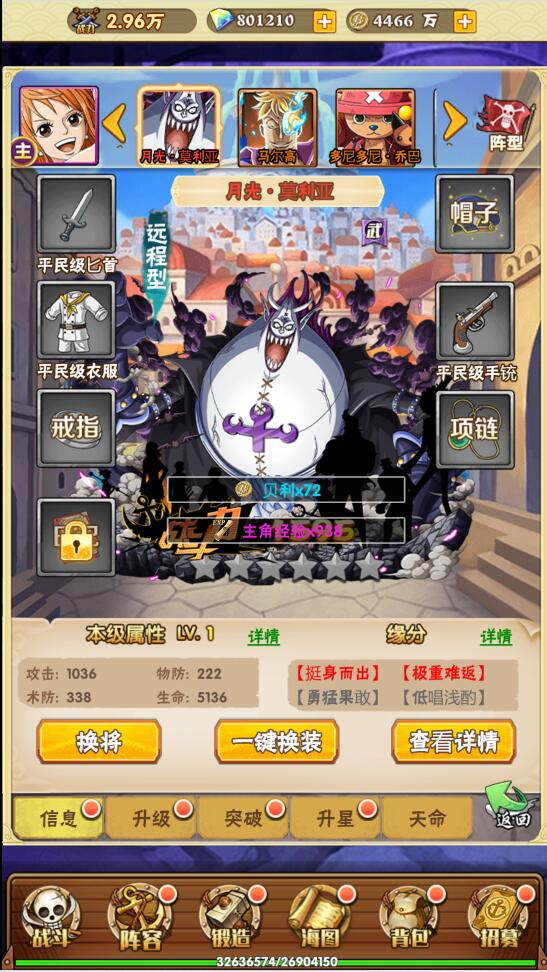 战力 2.96万 801210 4466 万
主
月光·莫利亚 马尔高 多尼多尼·乔巴 阵型
月光·莫利亚
武
远程型
帽子
平民级匕首
平民级衣服
平民级手铳
戒指
项链
贝利x72
EXP 主角经验x938
本级属性 LV.1 详情
缘分 详情
攻击: 1036 物防: 222
术防: 338 生命: 5136
【挺身而出】 【极重难返】
【勇猛果敢】 【低唱浅酌】
换将 一键换装 查看详情
信息 升级 突破 升星 天命 返回
战斗 阵容 锻造 海图 背包 招募
32636574/26904150